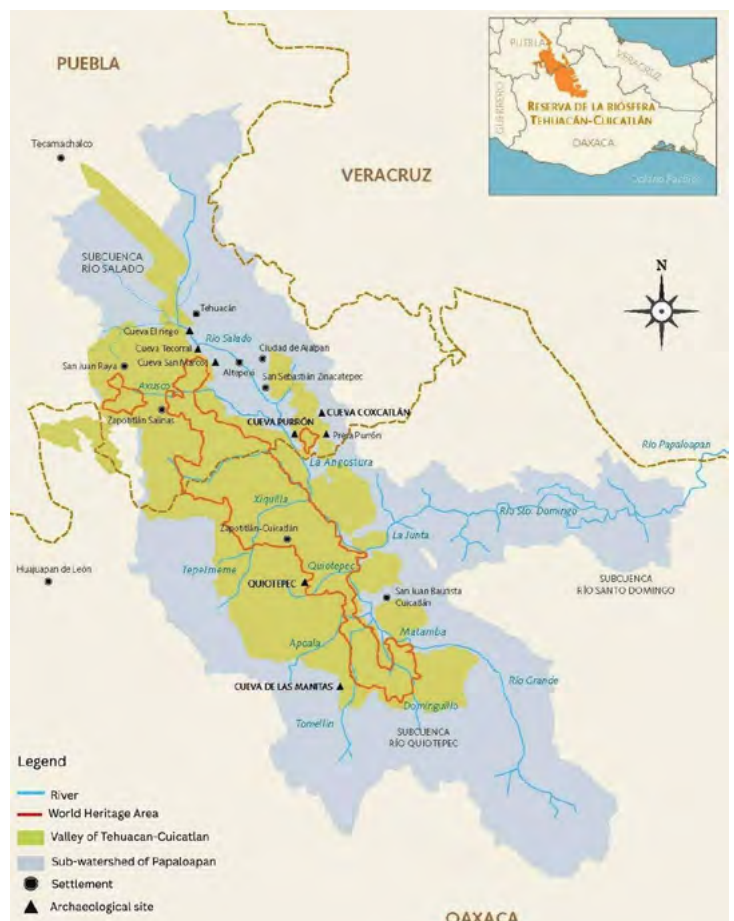 PUEBLA
VERACRUZ
PUEBLA
VERACRUZ
GUERRERO
RESERVA DE LA BIÓSFERA
TEHUACÁN-CUICATLÁN
OAXACA
Océano Pacífico
Tecamachalco
SUBCUENCA
RÍO SALADO
N
Tehuacán
Cueva El riego
Río Salado
Cueva Tecorral
Ciudad de Ajalpan
San Juan Raya
Cueva San Marcos
Altepexi
San Sebastián Zinacatepec
Axusco
Zapotitlán Salinas
CUEVA COXCATLÁN
CUEVA PURRÓN
Presa Purrón
La Angostura
Río Papaloapan
Xiquilla
Río Sto. Domingo
Zapotitlán-Cuicatlán
La Junta
Huajuapan de León
Tepelmeme
Quiotepec
QUIOTEPEC
SUBCUENCA
RÍO SANTO DOMINGO
San Juan Bautista
Cuicatlán
Apoala
Matamba
Río Grande
CUEVA DE LAS MANITAS
Dominguillo
Tomellín
SUBCUENCA
RÍO QUIOTEPEC
Legend
River
World Heritage Area
Valley of Tehuacan-Cuicatlan
Sub-watershed of Papaloapan
Settlement
Archaeological site
OAXACA